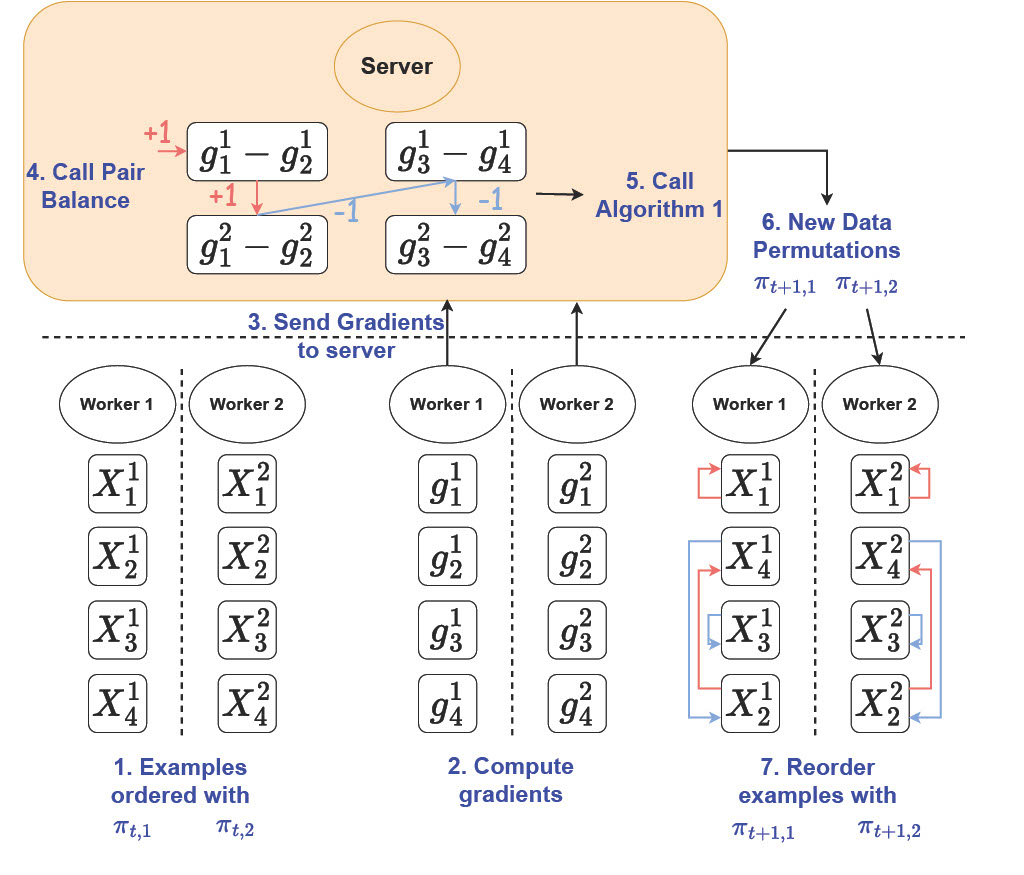 Server
+1
g_1^1 − g_2^1
g_3^1 − g_4^1
4. Call Pair
Balance
+1
−1
−1
5. Call
Algorithm 1
g_1^2 − g_2^2
g_3^2 − g_4^2
6. New Data
Permutations
π_{t+1,1} π_{t+1,2}
3. Send Gradients
to server
Worker 1 Worker 2
Worker 1 Worker 2
Worker 1 Worker 2
X_1^1 X_1^2
X_2^1 X_2^2
X_3^1 X_3^2
X_4^1 X_4^2
1. Examples
ordered with
π_{t,1} π_{t,2}
g_1^1 g_1^2
g_2^1 g_2^2
g_3^1 g_3^2
g_4^1 g_4^2
2. Compute
gradients
X_1^1 X_1^2
X_4^1 X_4^2
X_3^1 X_3^2
X_2^1 X_2^2
7. Reorder
examples with
π_{t+1,1} π_{t+1,2}